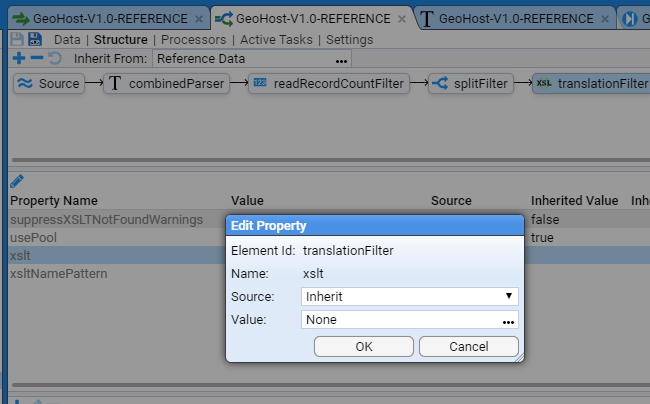 GeoHost-V1.0-REFERENCE GeoHost-V1.0-REFERENCE T GeoHost-V1.0-REFERENCE G
Data | Structure | Processors | Active Tasks | Settings
Inherit From: Reference Data ...
Source T combinedParser 123 readRecordCountFilter splitFilter XSL translationFilter
Property Name Value Source Inherited Value Inhe
suppressXSLTNotFoundWarnings false
usePool true
xslt
xsltNamePattern
Edit Property
Element Id: translationFilter
Name: xslt
Source: Inherit
Value: None ...
OK Cancel